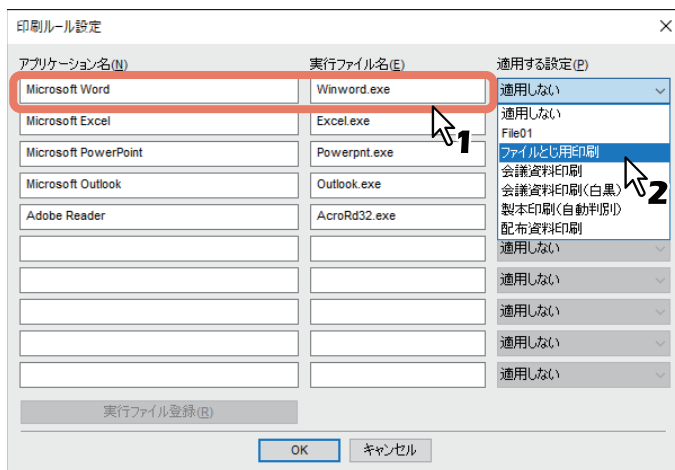 印刷ルール設定
アプリケーション名(N) 実行ファイル名(E) 適用する設定(P)
Microsoft Word Winword.exe 適用しない
Microsoft Excel Excel.exe 適用しない
1 File01
Microsoft PowerPoint Powerpnt.exe ファイルとじ用印刷
会議資料印刷
Microsoft Outlook Outlook.exe 会議資料印刷(白黒)
2
Adobe Reader AcroRd32.exe 製本印刷(自動判別)
配布資料印刷
適用しない
適用しない
適用しない
適用しない
適用しない
実行ファイル登録(R)
OK キャンセル